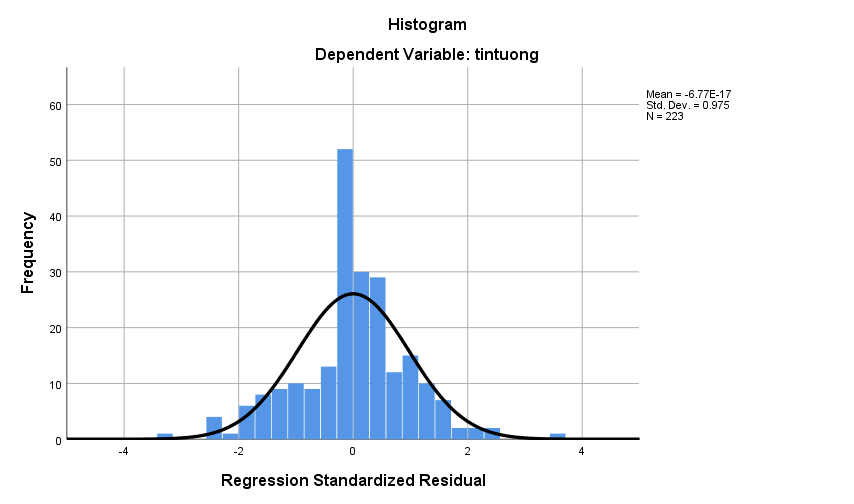 Histogram
Dependent Variable: tintuong
Mean = -6.77E-17
Std. Dev. = 0.975
N = 223
60
50
40
30
20
10
0
Frequency
-4
-2
0
2
4
Regression Standardized Residual